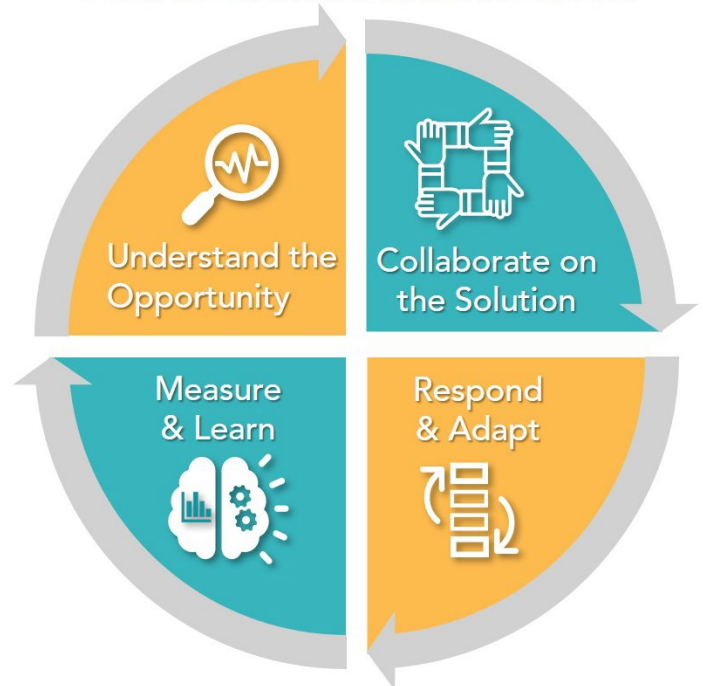 Understand the
Opportunity
Collaborate on
the Solution
Respond
& Adapt
Measure
& Learn